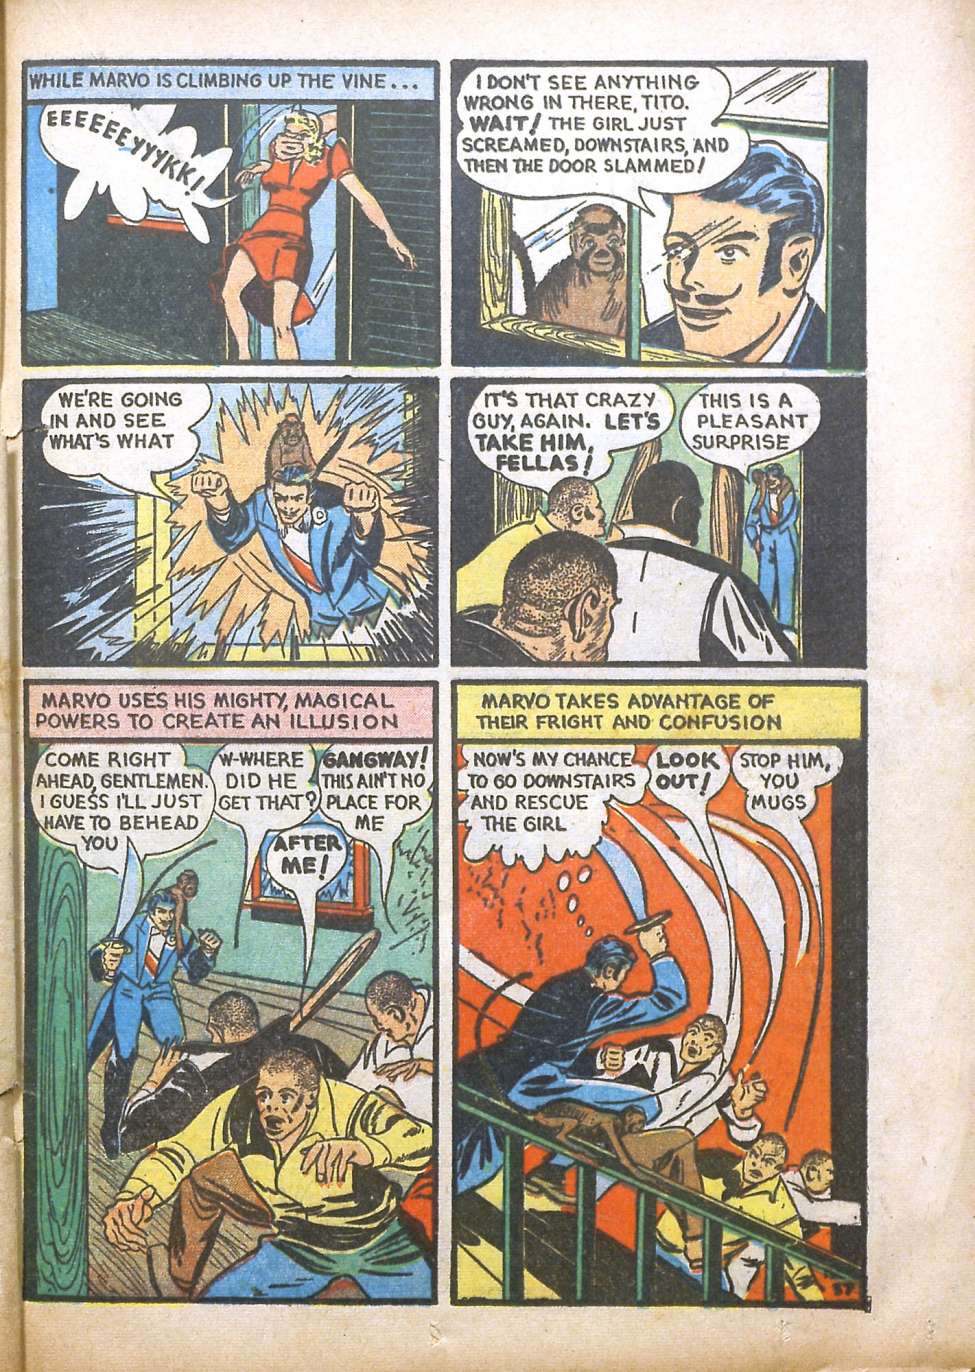 WHILE MARVO IS CLIMBING UP THE VINE...
EEEEEEYYYKK!
I DON'T SEE ANYTHING
WRONG IN THERE, TITO.
WAIT! THE GIRL JUST
SCREAMED, DOWNSTAIRS, AND
THEN THE DOOR SLAMMED!
WE'RE GOING
IN AND SEE
WHAT'S WHAT
IT'S THAT CRAZY
GUY, AGAIN. LET'S
TAKE HIM,
FELLAS!
THIS IS A
PLEASANT
SURPRISE
MARVO USES HIS MIGHTY, MAGICAL
POWERS TO CREATE AN ILLUSION
COME RIGHT
AHEAD, GENTLEMEN.
I GUESS I'LL JUST
HAVE TO BEHEAD
YOU
W-WHERE
DID HE
GET THAT?
GANGWAY!
THIS AIN'T NO
PLACE FOR
ME
AFTER
ME!
MARVO TAKES ADVANTAGE OF
THEIR FRIGHT AND CONFUSION
NOW'S MY CHANCE
TO GO DOWNSTAIRS
AND RESCUE
THE GIRL
LOOK
OUT!
STOP HIM,
YOU
MUGS
57